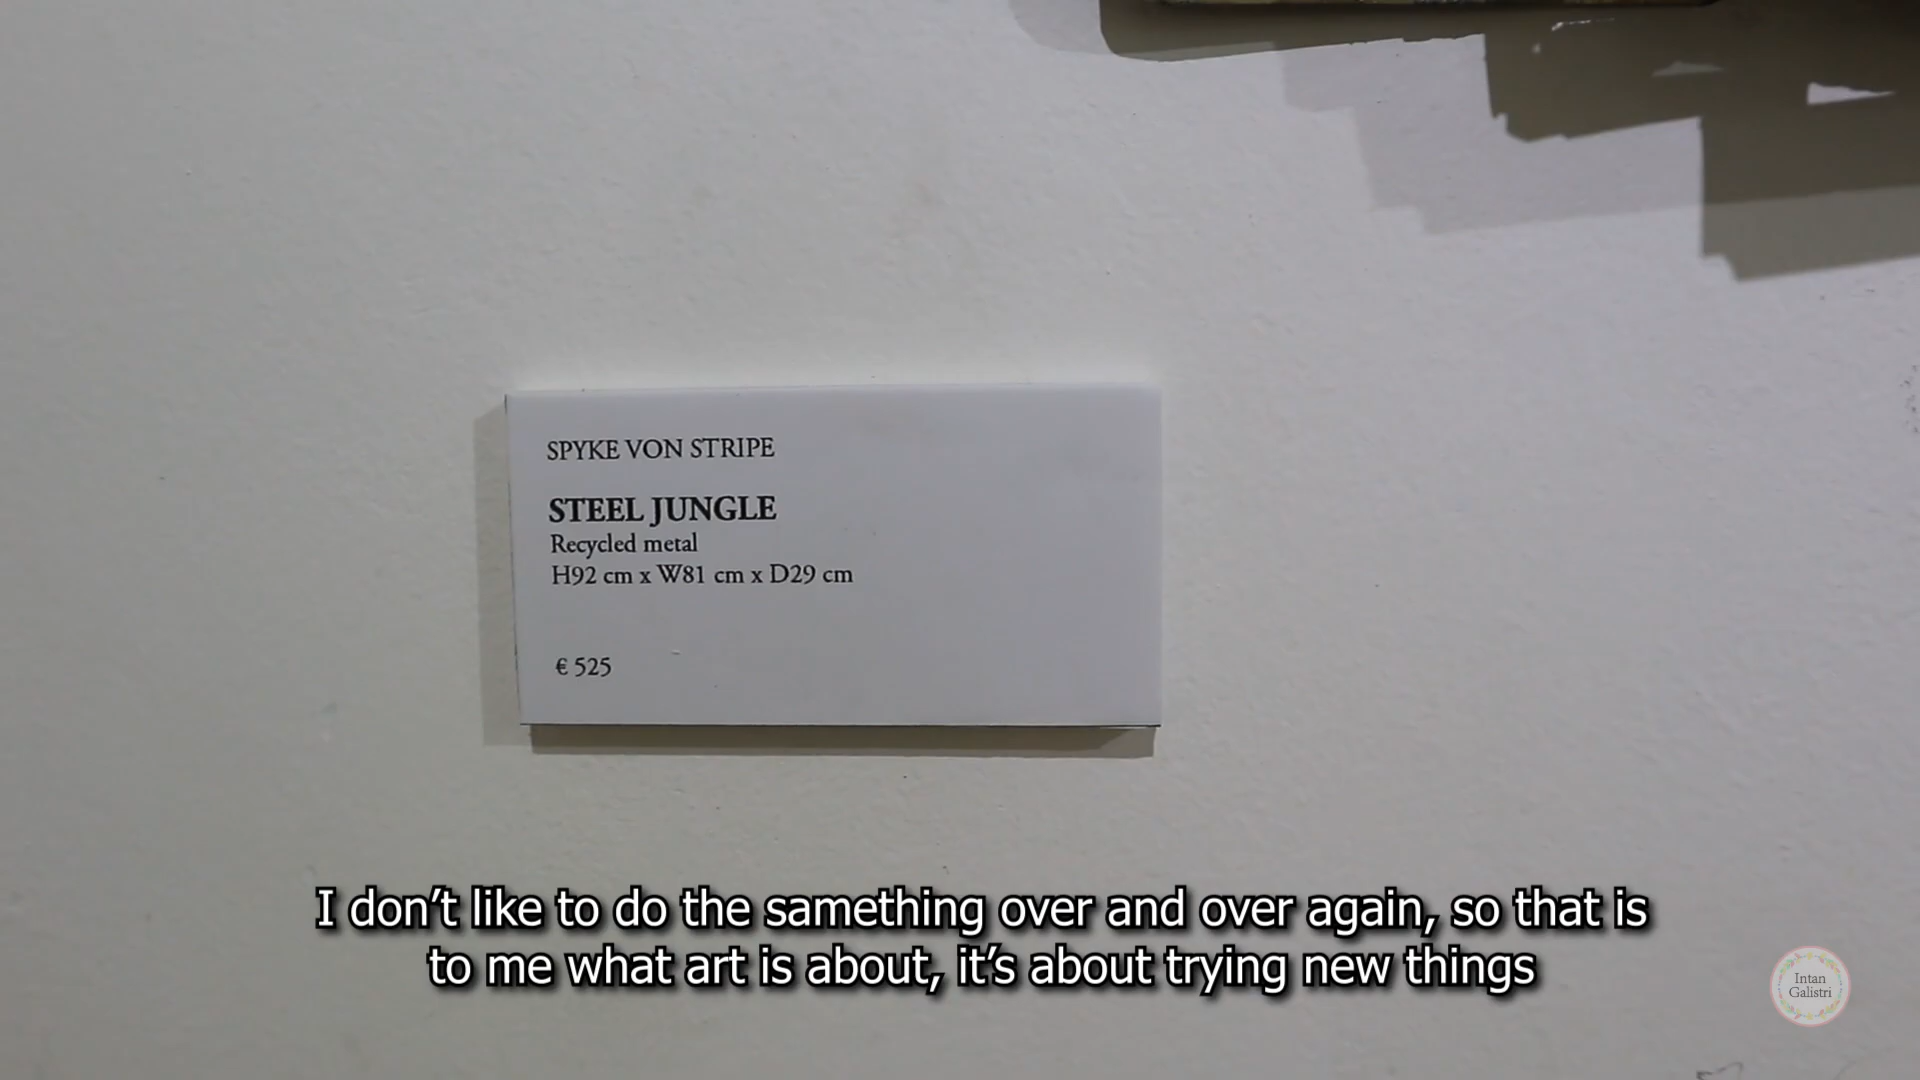 SPYKE VON STRIPE
STEEL JUNGLE
Recycled metal
H92 cm x W81 cm x D29 cm
€ 525
I don't like to do the samething over and over again, so that is
to me what art is about, it's about trying new things
Intan
Galistri